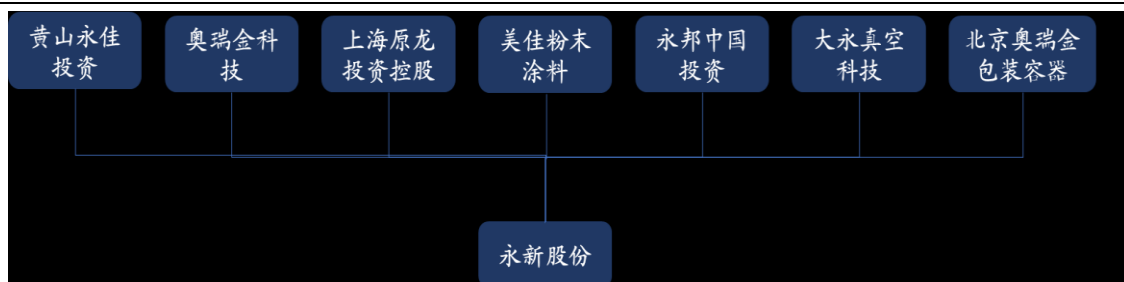 黄山永佳
投资
奥瑞金科
技
上海原龙
投资控股
美佳粉末
涂料
永邦中国
投资
大永真空
科技
北京奥瑞金
包装容器
永新股份